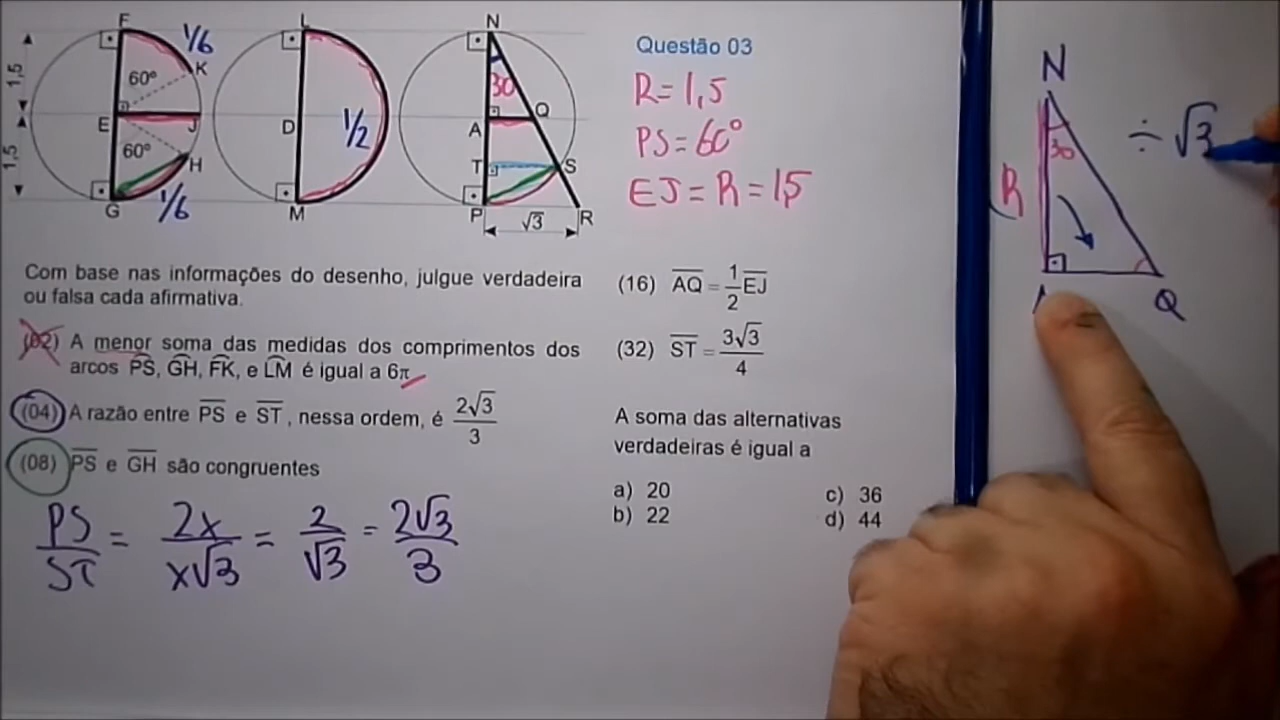 F
1/6
K
1,5
60º
E
J
1,5
60º
H
G
1/6
L
D
1/2
M
N
30
A
Q
T
S
P
R
√3
Questão 03
R = 1,5
PS = 60°
EJ = R = 1,5
Com base nas informações do desenho, julgue verdadeira
ou falsa cada afirmativa.
(02) A menor soma das medidas dos comprimentos dos
arcos PS, GH, FK, e LM é igual a 6π
(04) A razão entre PS e ST, nessa ordem, é 2√3/3
(08) PS e GH são congruentes
PS/ST = 2x/x√3 = 2/√3 = 2√3/3
(16) AQ = 1/2 EJ
(32) ST = 3√3/4
A soma das alternativas
verdadeiras é igual a
a) 20
b) 22
c) 36
d) 44
N
30
R
Q
÷ √3